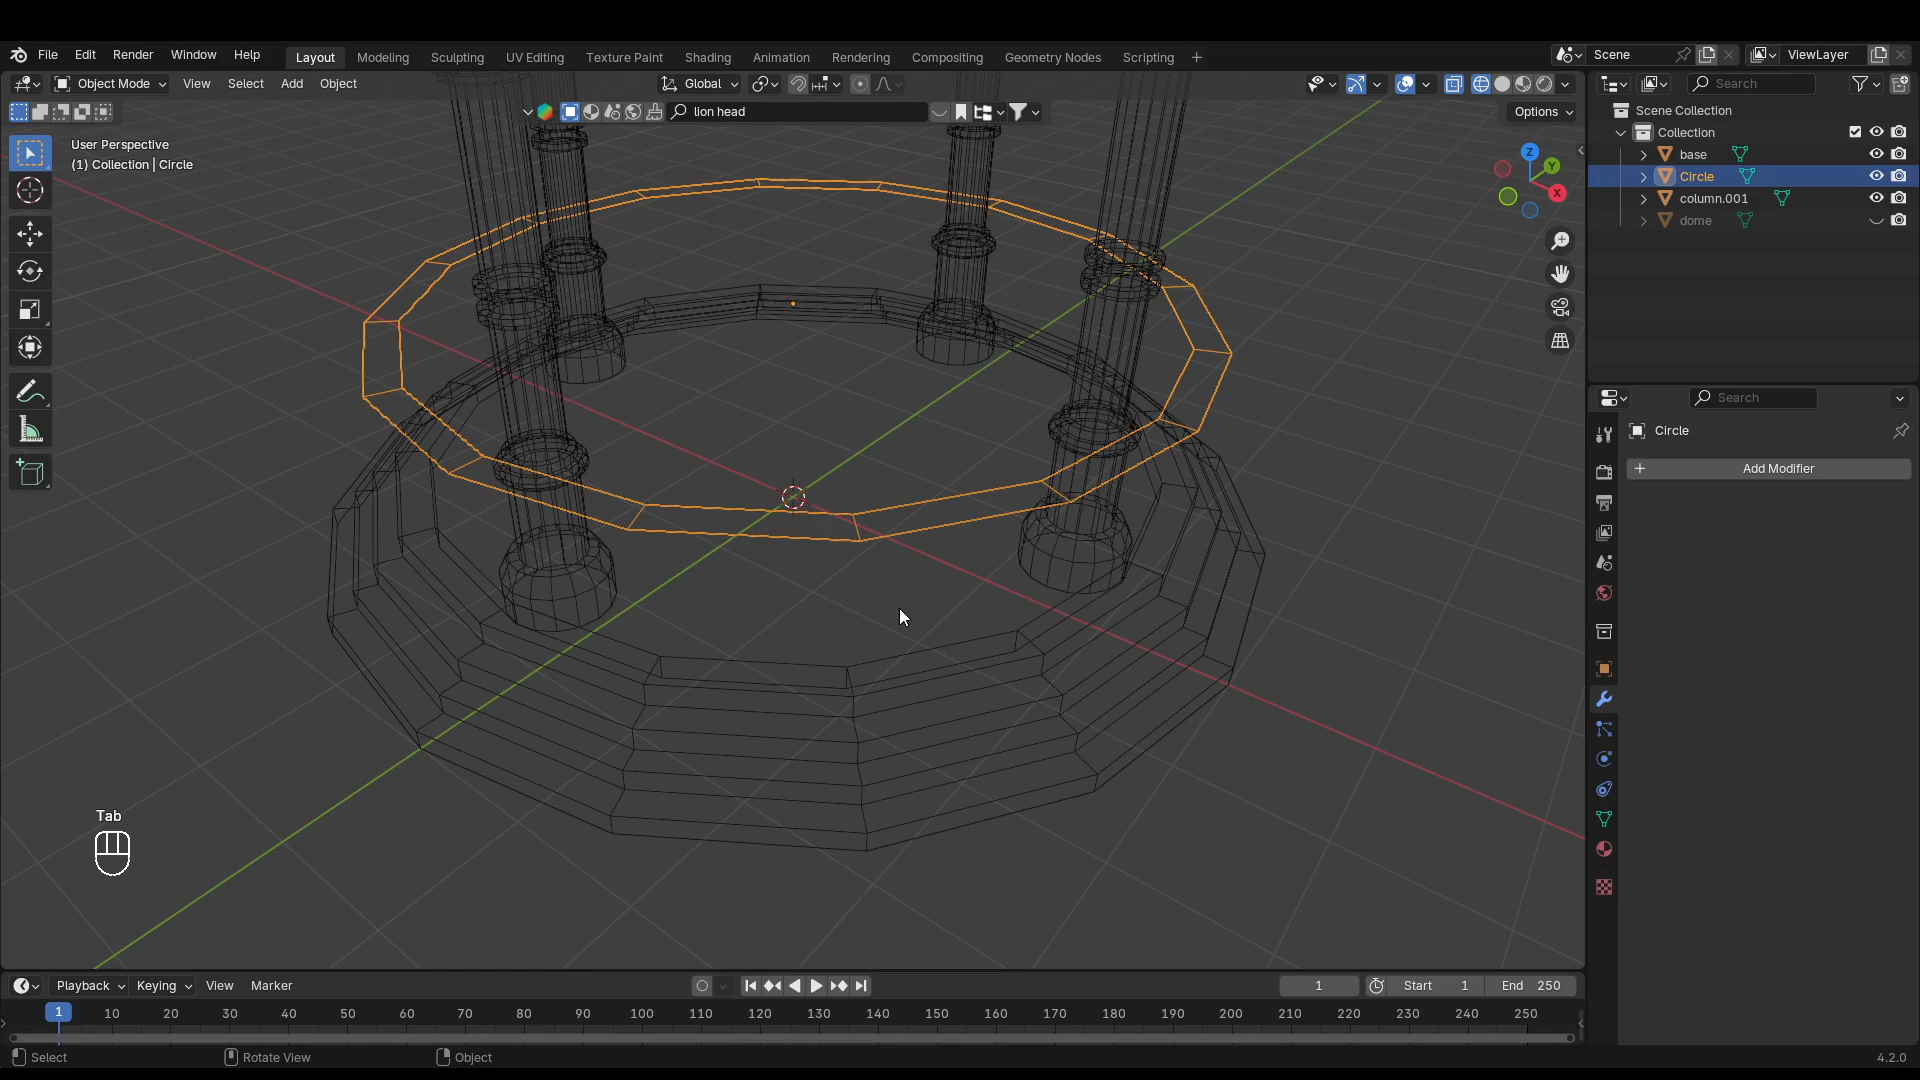 File Edit Render Window Help Layout Modeling Sculpting UV Editing Texture Paint Shading Animation Rendering Compositing Geometry Nodes Scripting + Scene ViewLayer
Object Mode View Select Add Object Global Search
lion head Options
User Perspective
(1) Collection | Circle
Z
Y
X
Scene Collection
Collection
base
Circle
column.001
dome
Search
Circle
+ Add Modifier
Tab
Playback Keying View Marker 1 Start 1 End 250
1 10 20 30 40 50 60 70 80 90 100 110 120 130 140 150 160 170 180 190 200 210 220 230 240 250
Select Rotate View Object 4.2.0